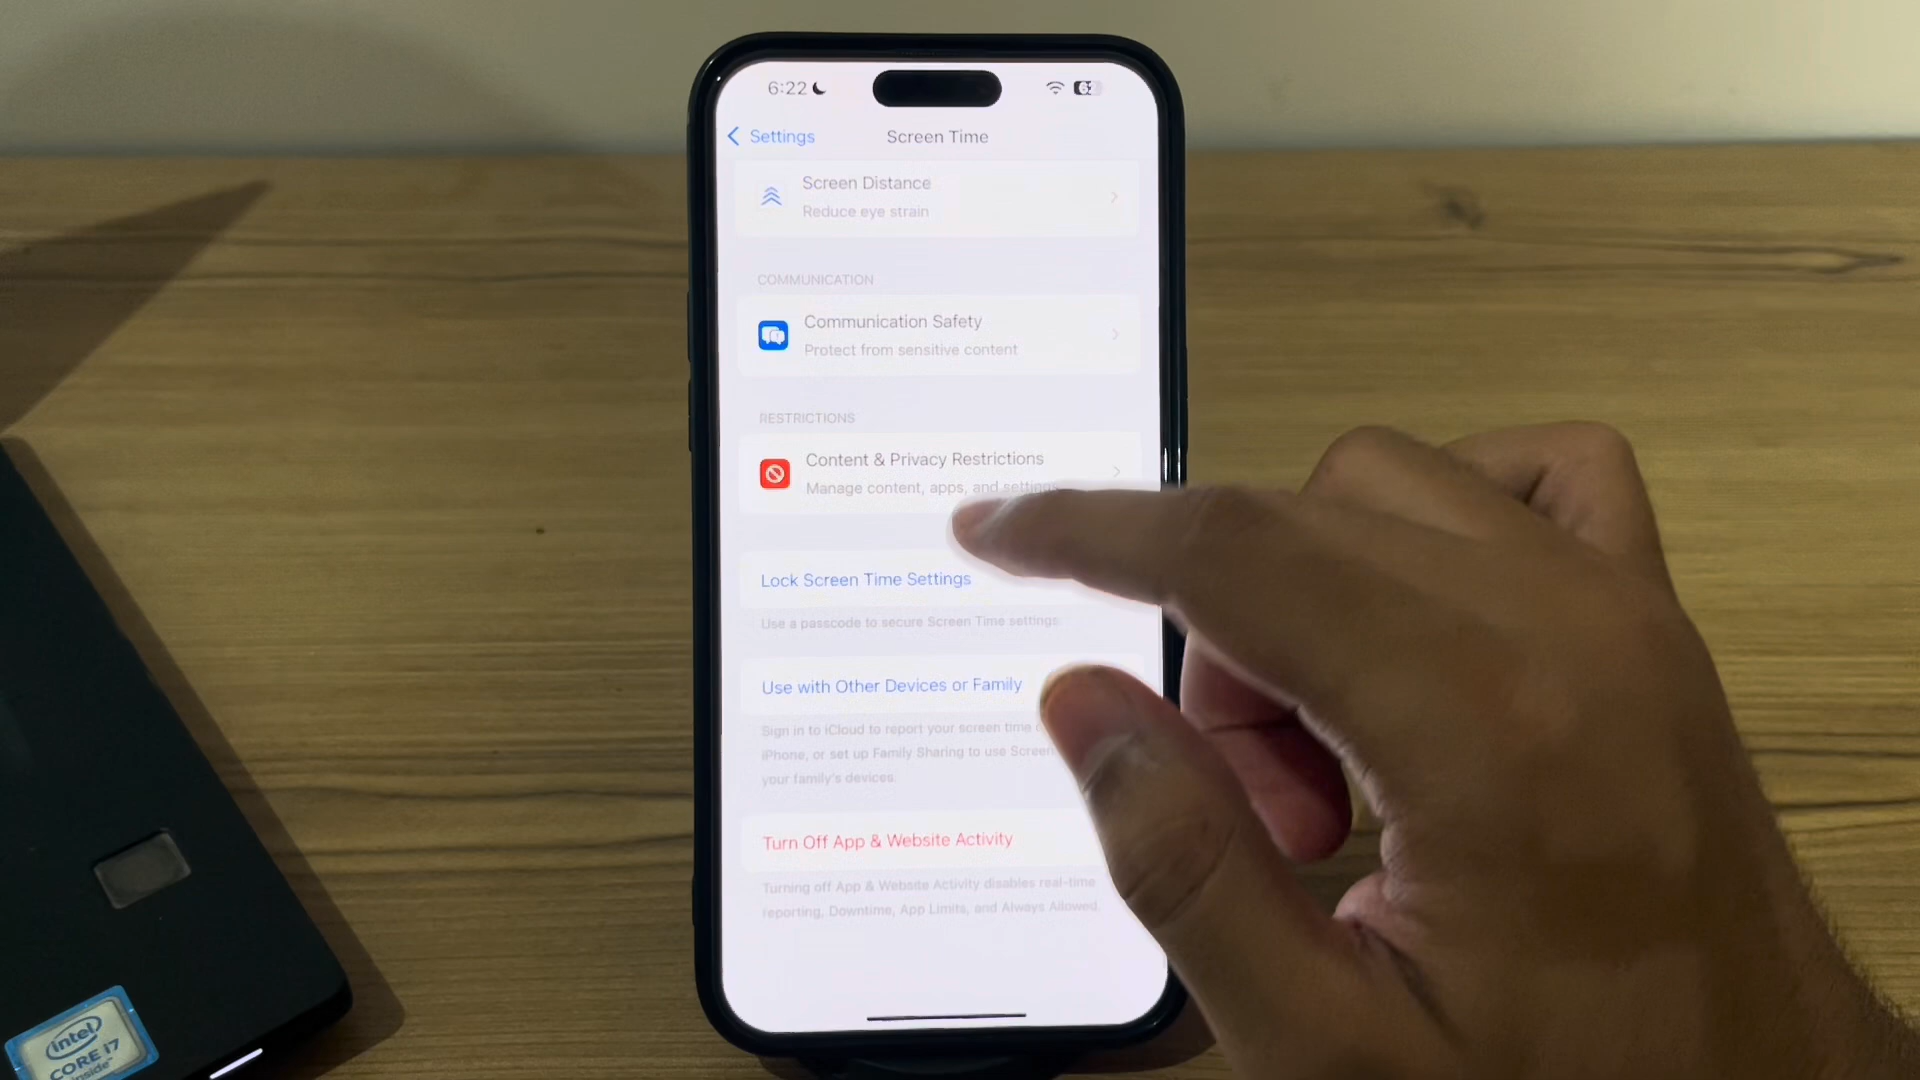 6:22
Settings
Screen Time
Screen Distance
Reduce eye strain
COMMUNICATION
Communication Safety
Protect from sensitive content
RESTRICTIONS
Content & Privacy Restrictions
Manage content, apps, and settings
Lock Screen Time Settings
Use a passcode to secure Screen Time settings.
Use with Other Devices or Family
Sign in to iCloud to report your screen time
iPhone, or set up Family Sharing to use Screen
your family's devices.
Turn Off App & Website Activity
Turning off App & Website Activity disables real-time
reporting, Downtime, App Limits, and Always Allowed.
intel
CORE i7
inside